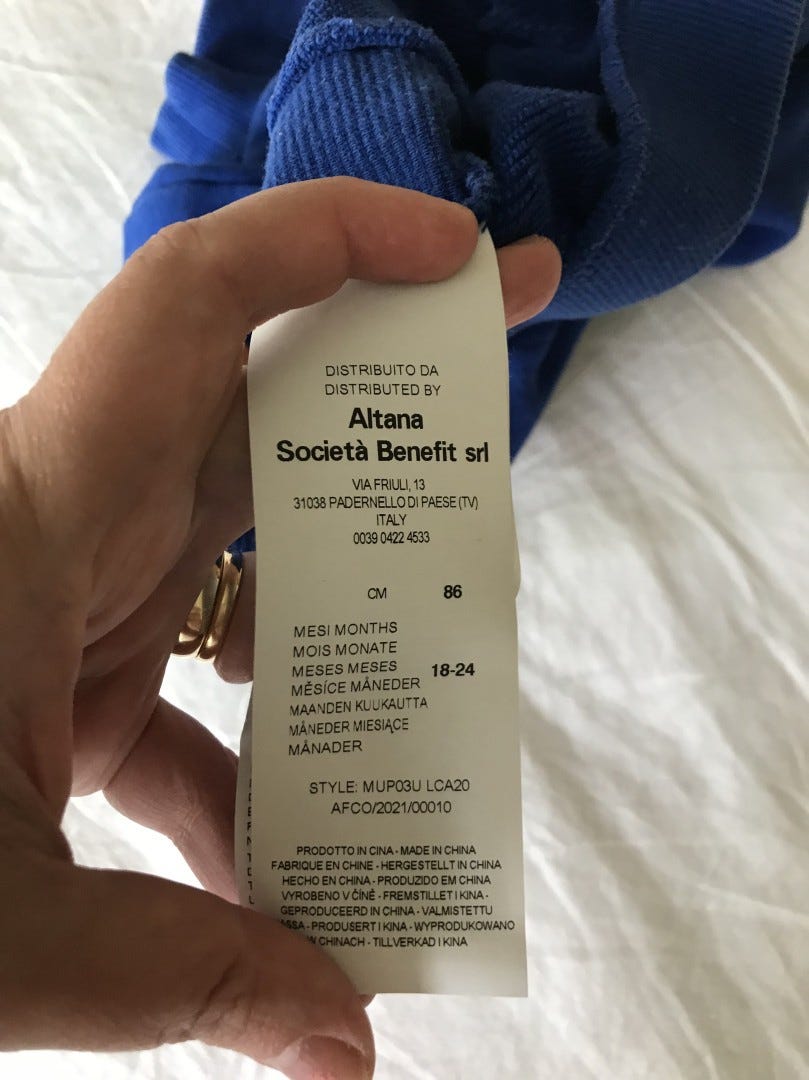 DISTRIBUITO DA
DISTRIBUTED BY
Altana
Società Benefit srl
VIA FRIULI, 13
31038 PADERNELLO DI PAESE (TV)
ITALY
0039 0422 4533
CM 86
MESI MONTHS
MOIS MONATE
MESES MESES 18-24
MĚSÍCE MÅNEDER
MAANDEN KUUKAUTTA
MÅNEDER MIESIĄCE
MÅNADER
STYLE: MUP03U LCA20
AFCO/2021/00010
PRODOTTO IN CINA - MADE IN CHINA
FABRIQUE EN CHINE - HERGESTELLT IN CHINA
HECHO EN CHINA - PRODUZIDO EM CHINA
VYROBENO V ČÍNĚ - FREMSTILLET I KINA -
GEPRODUCEERD IN CHINA - VALMISTETTU
- PRODUSERT I KINA - WYPRODUKOWANO
W CHINACH - TILLVERKAD I KINA